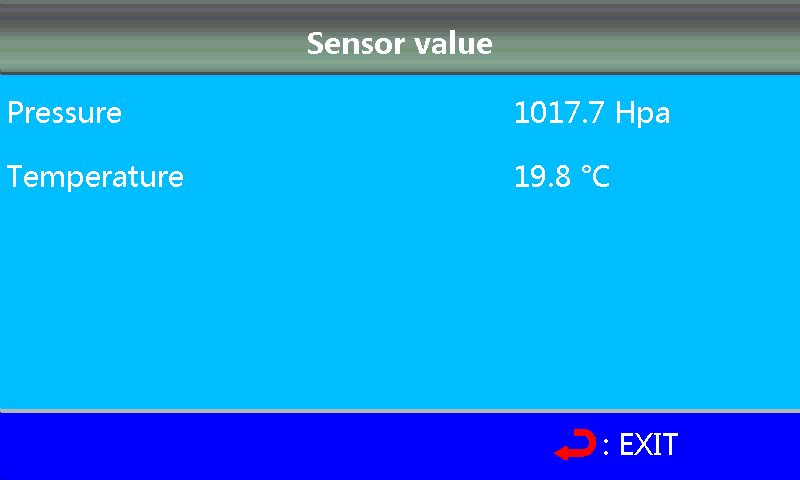 Sensor value
Pressure 1017.7 Hpa
Temperature 19.8 °C
: EXIT